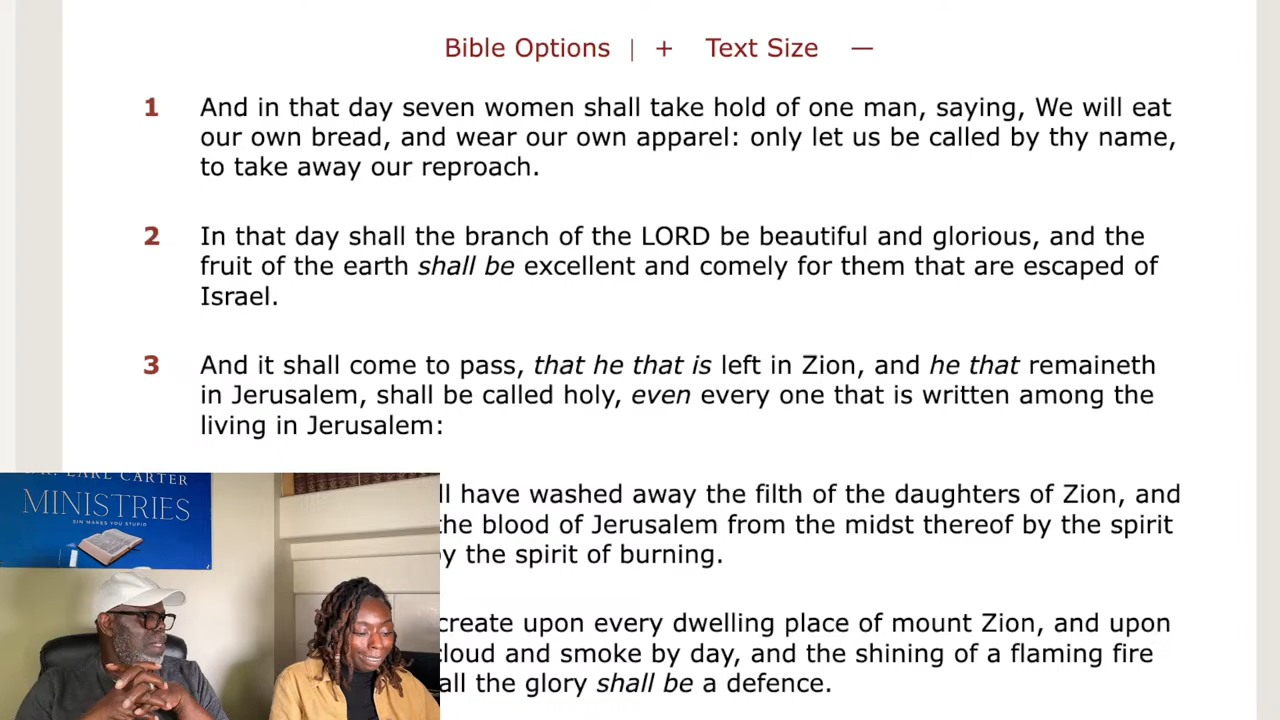 Bible Options | + Text Size —
1 And in that day seven women shall take hold of one man, saying, We will eat
our own bread, and wear our own apparel: only let us be called by thy name,
to take away our reproach.
2 In that day shall the branch of the LORD be beautiful and glorious, and the
fruit of the earth shall be excellent and comely for them that are escaped of
Israel.
3 And it shall come to pass, that he that is left in Zion, and he that remaineth
in Jerusalem, shall be called holy, even every one that is written among the
living in Jerusalem:
have washed away the filth of the daughters of Zion, and
the blood of Jerusalem from the midst thereof by the spirit
the spirit of burning.
create upon every dwelling place of mount Zion, and upon
cloud and smoke by day, and the shining of a flaming fire
all the glory shall be a defence.
EARL CARTER
MINISTRIES
SIN MAKES YOU STUPID